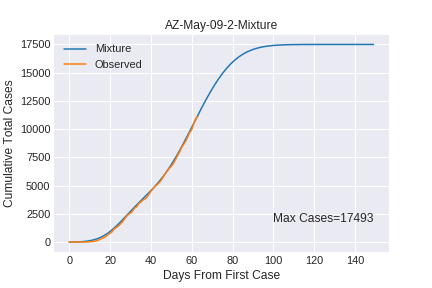 AZ-May-09-2-Mixture
Mixture
Observed
17500
15000
12500
10000
7500
5000
2500
0
Cumulative Total Cases
Max Cases=17493
0 20 40 60 80 100 120 140
Days From First Case